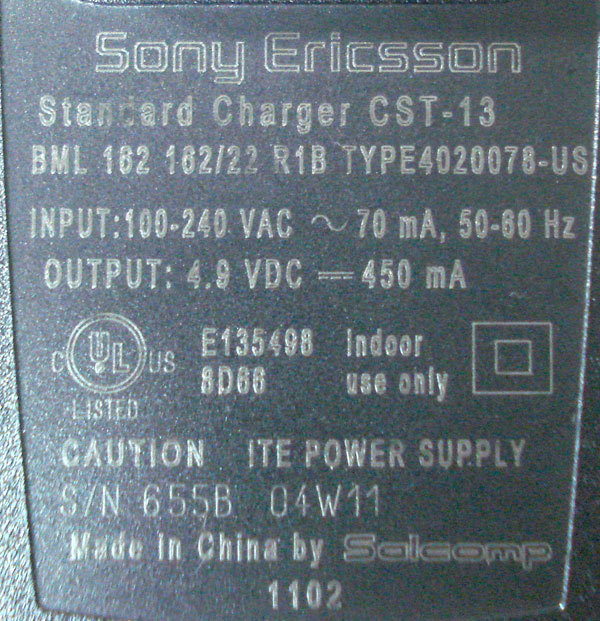 Sony Ericsson
Standard Charger CST-13
BML 162 162/22 R1B TYPE4020078-US
INPUT:100-240 VAC ~ 70 mA, 50-60 Hz
OUTPUT: 4.9 VDC ⎓ 450 mA
C UL US E135498 Indoor
8D66 use only
LISTED
CAUTION ITE POWER SUPPLY
S/N 655B 04W11
Made in China by Salcomp
1102